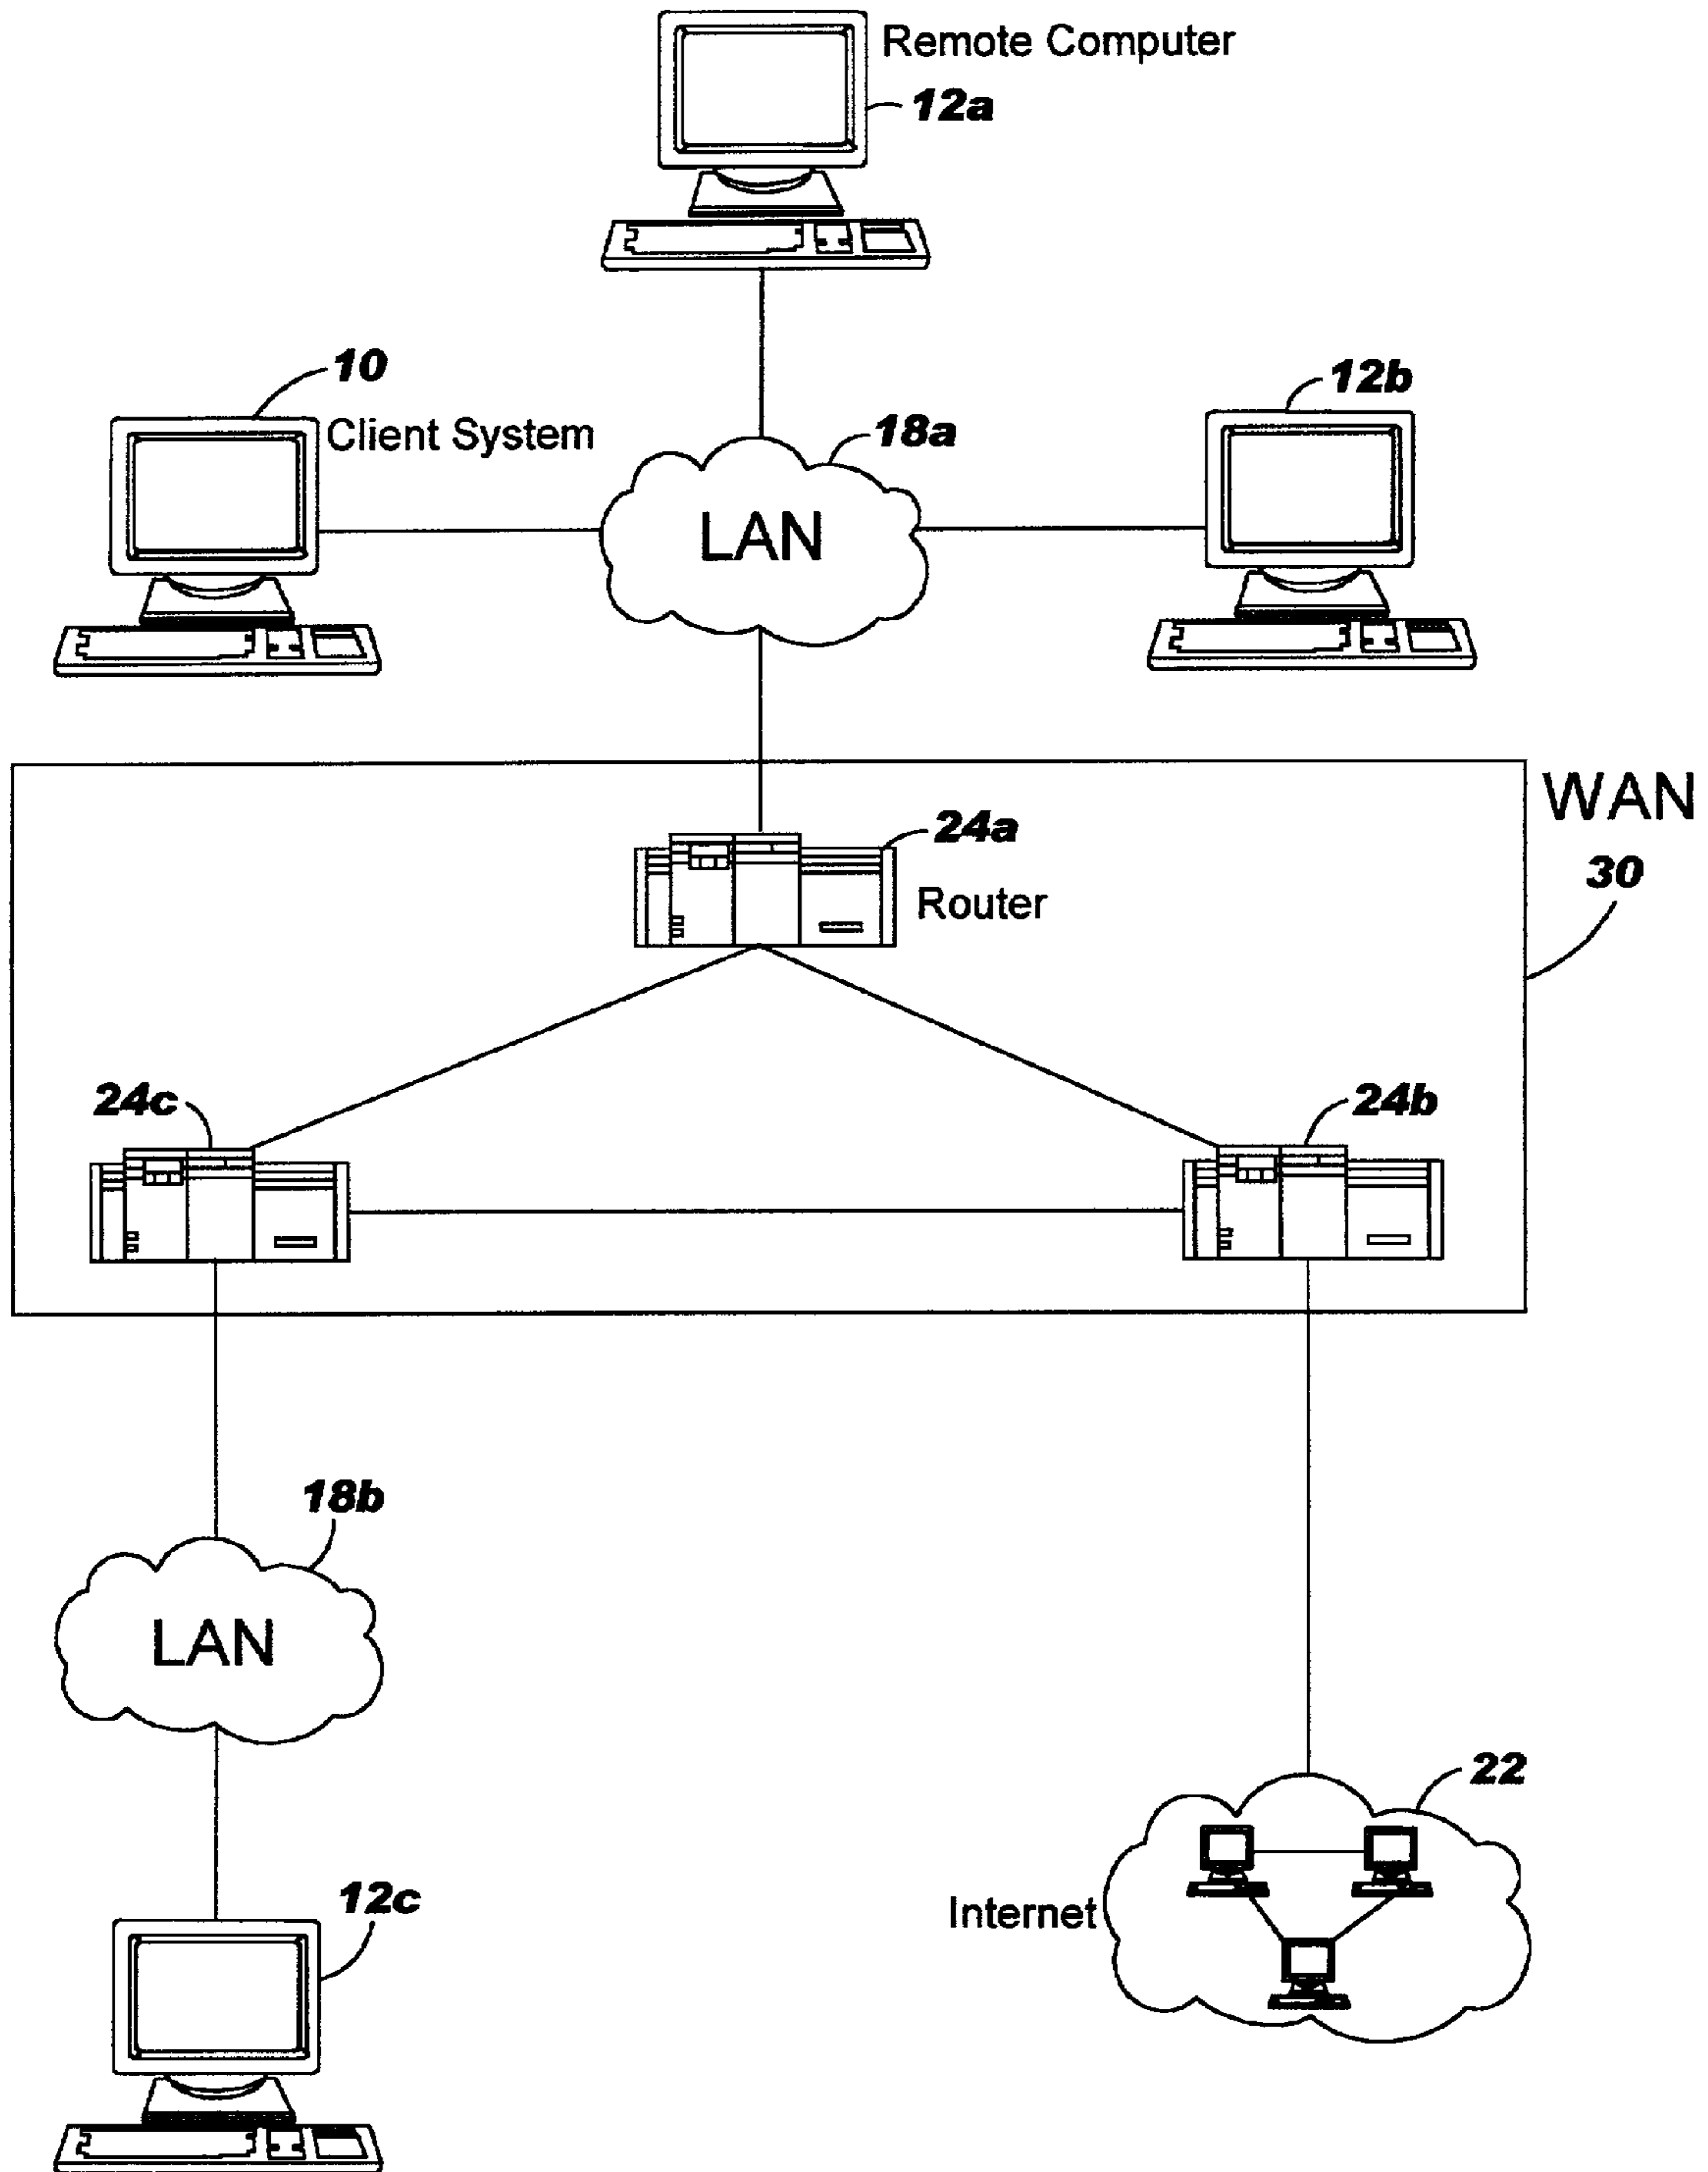 Remote Computer
12a
10
Client System
12b
18a
LAN
WAN
30
24a
Router
24c
24b
18b
LAN
22
Internet
12c